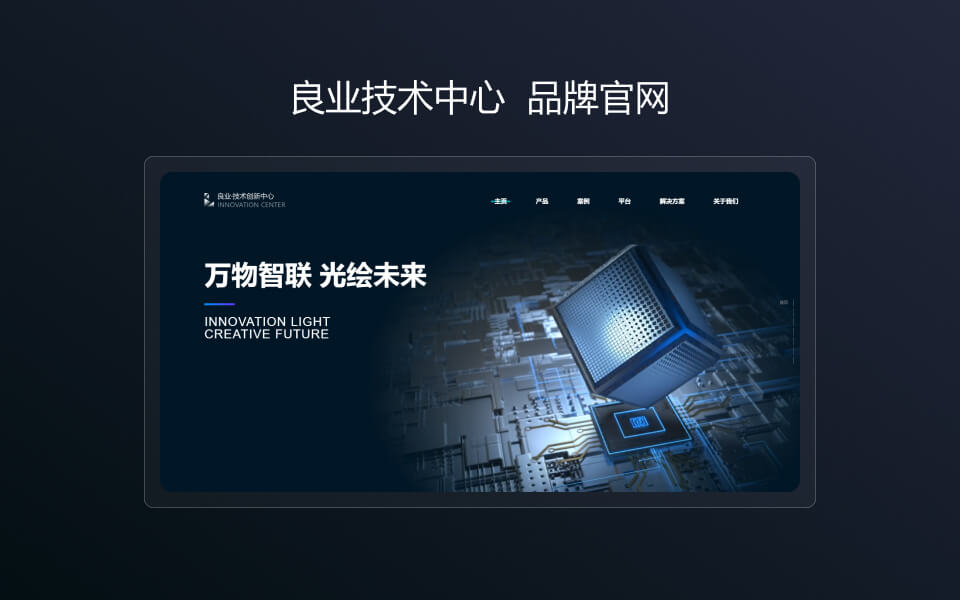 良业技术中心 品牌官网
良业·技术创新中心
INNOVATION CENTER
主页 产品 案例 平台 解决方案 关于我们
万物智联 光绘未来
INNOVATION LIGHT
CREATIVE FUTURE